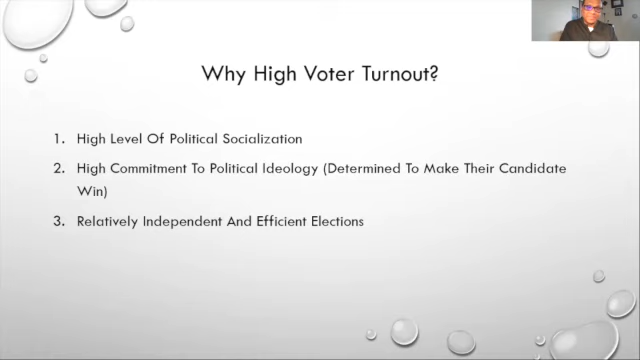 Why High Voter Turnout?
1. High Level Of Political Socialization
2. High Commitment To Political Ideology (Determined To Make Their Candidate
Win)
3. Relatively Independent And Efficient Elections